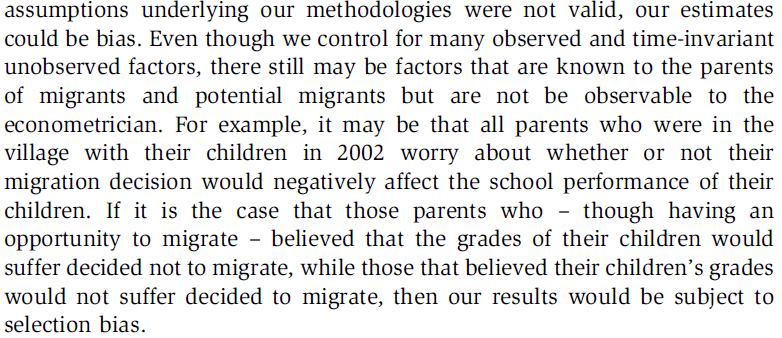 assumptions underlying our methodologies were not valid, our estimates
could be bias. Even though we control for many observed and time-invariant
unobserved factors, there still may be factors that are known to the parents
of migrants and potential migrants but are not be observable to the
econometrician. For example, it may be that all parents who were in the
village with their children in 2002 worry about whether or not their
migration decision would negatively affect the school performance of their
children. If it is the case that those parents who – though having an
opportunity to migrate – believed that the grades of their children would
suffer decided not to migrate, while those that believed their children’s grades
would not suffer decided to migrate, then our results would be subject to
selection bias.